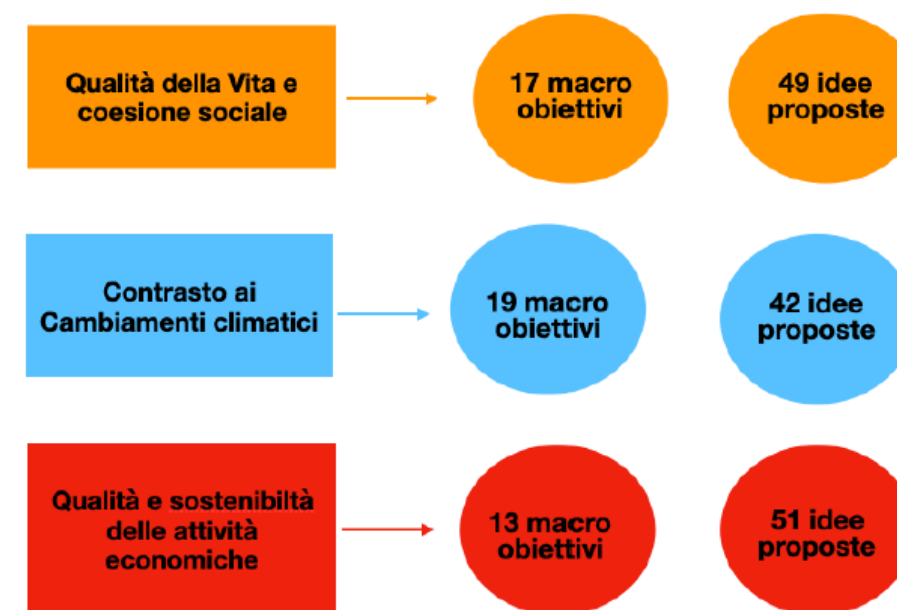 Qualità della Vita e
coesione sociale
17 macro
obiettivi
49 idee
proposte
Contrasto ai
Cambiamenti climatici
19 macro
obiettivi
42 idee
proposte
Qualità e sostenibiltà
delle attività
economiche
13 macro
obiettivi
51 idee
proposte